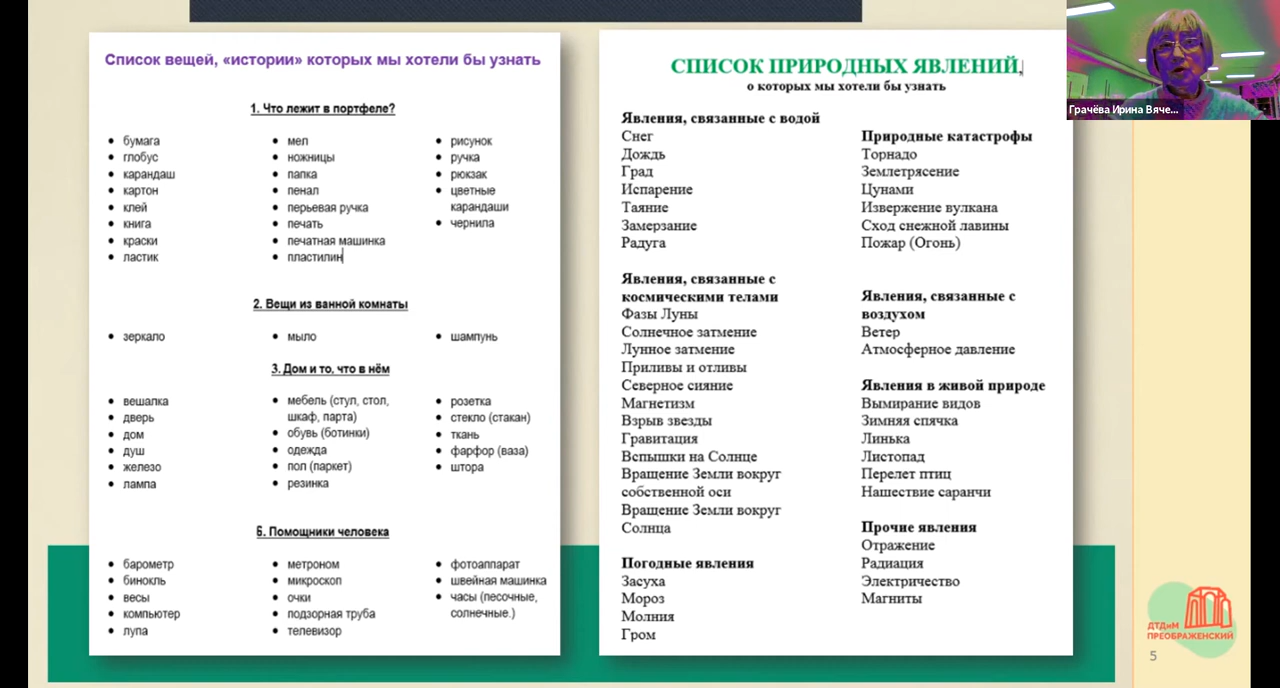 Список вещей, «истории» которых мы хотели бы узнать
1. Что лежит в портфеле?
бумага
глобус
карандаш
картон
клей
книга
краски
ластик
мел
ножницы
папка
пенал
перьевая ручка
печать
печатная машинка
пластилин
рисунок
ручка
рюкзак
цветные
карандаши
чернила
2. Вещи из ванной комнаты
зеркало
мыло
шампунь
3. Дом и то, что в нём
вешалка
дверь
дом
душ
железо
лампа
мебель (стул, стол,
шкаф, парта)
обувь (ботинки)
одежда
пол (паркет)
резинка
розетка
стекло (стакан)
ткань
фарфор (ваза)
штора
6. Помощники человека
барометр
бинокль
весы
компьютер
лупа
метроном
микроскоп
очки
подзорная труба
телевизор
фотоаппарат
швейная машинка
часы (песочные,
солнечные.)
СПИСОК ПРИРОДНЫХ ЯВЛЕНИЙ,
о которых мы хотели бы узнать
Явления, связанные с водой
Снег
Дождь
Град
Испарение
Таяние
Замерзание
Радуга
Явления, связанные с
космическими телами
Фазы Луны
Солнечное затмение
Лунное затмение
Приливы и отливы
Северное сияние
Магнетизм
Взрыв звезды
Гравитация
Вспышки на Солнце
Вращение Земли вокруг
собственной оси
Вращение Земли вокруг
Солнца
Погодные явления
Засуха
Мороз
Молния
Гром
Природные катастрофы
Торнадо
Землетрясение
Цунами
Извержение вулкана
Сход снежной лавины
Пожар (Огонь)
Явления, связанные с
воздухом
Ветер
Атмосферное давление
Явления в живой природе
Вымирание видов
Зимняя спячка
Линька
Листопад
Перелет птиц
Нашествие саранчи
Прочие явления
Отражение
Радиация
Электричество
Магниты
Грачёва Ирина Вяче...
ДТДиМ
ПРЕОБРАЖЕНСКИЙ
5